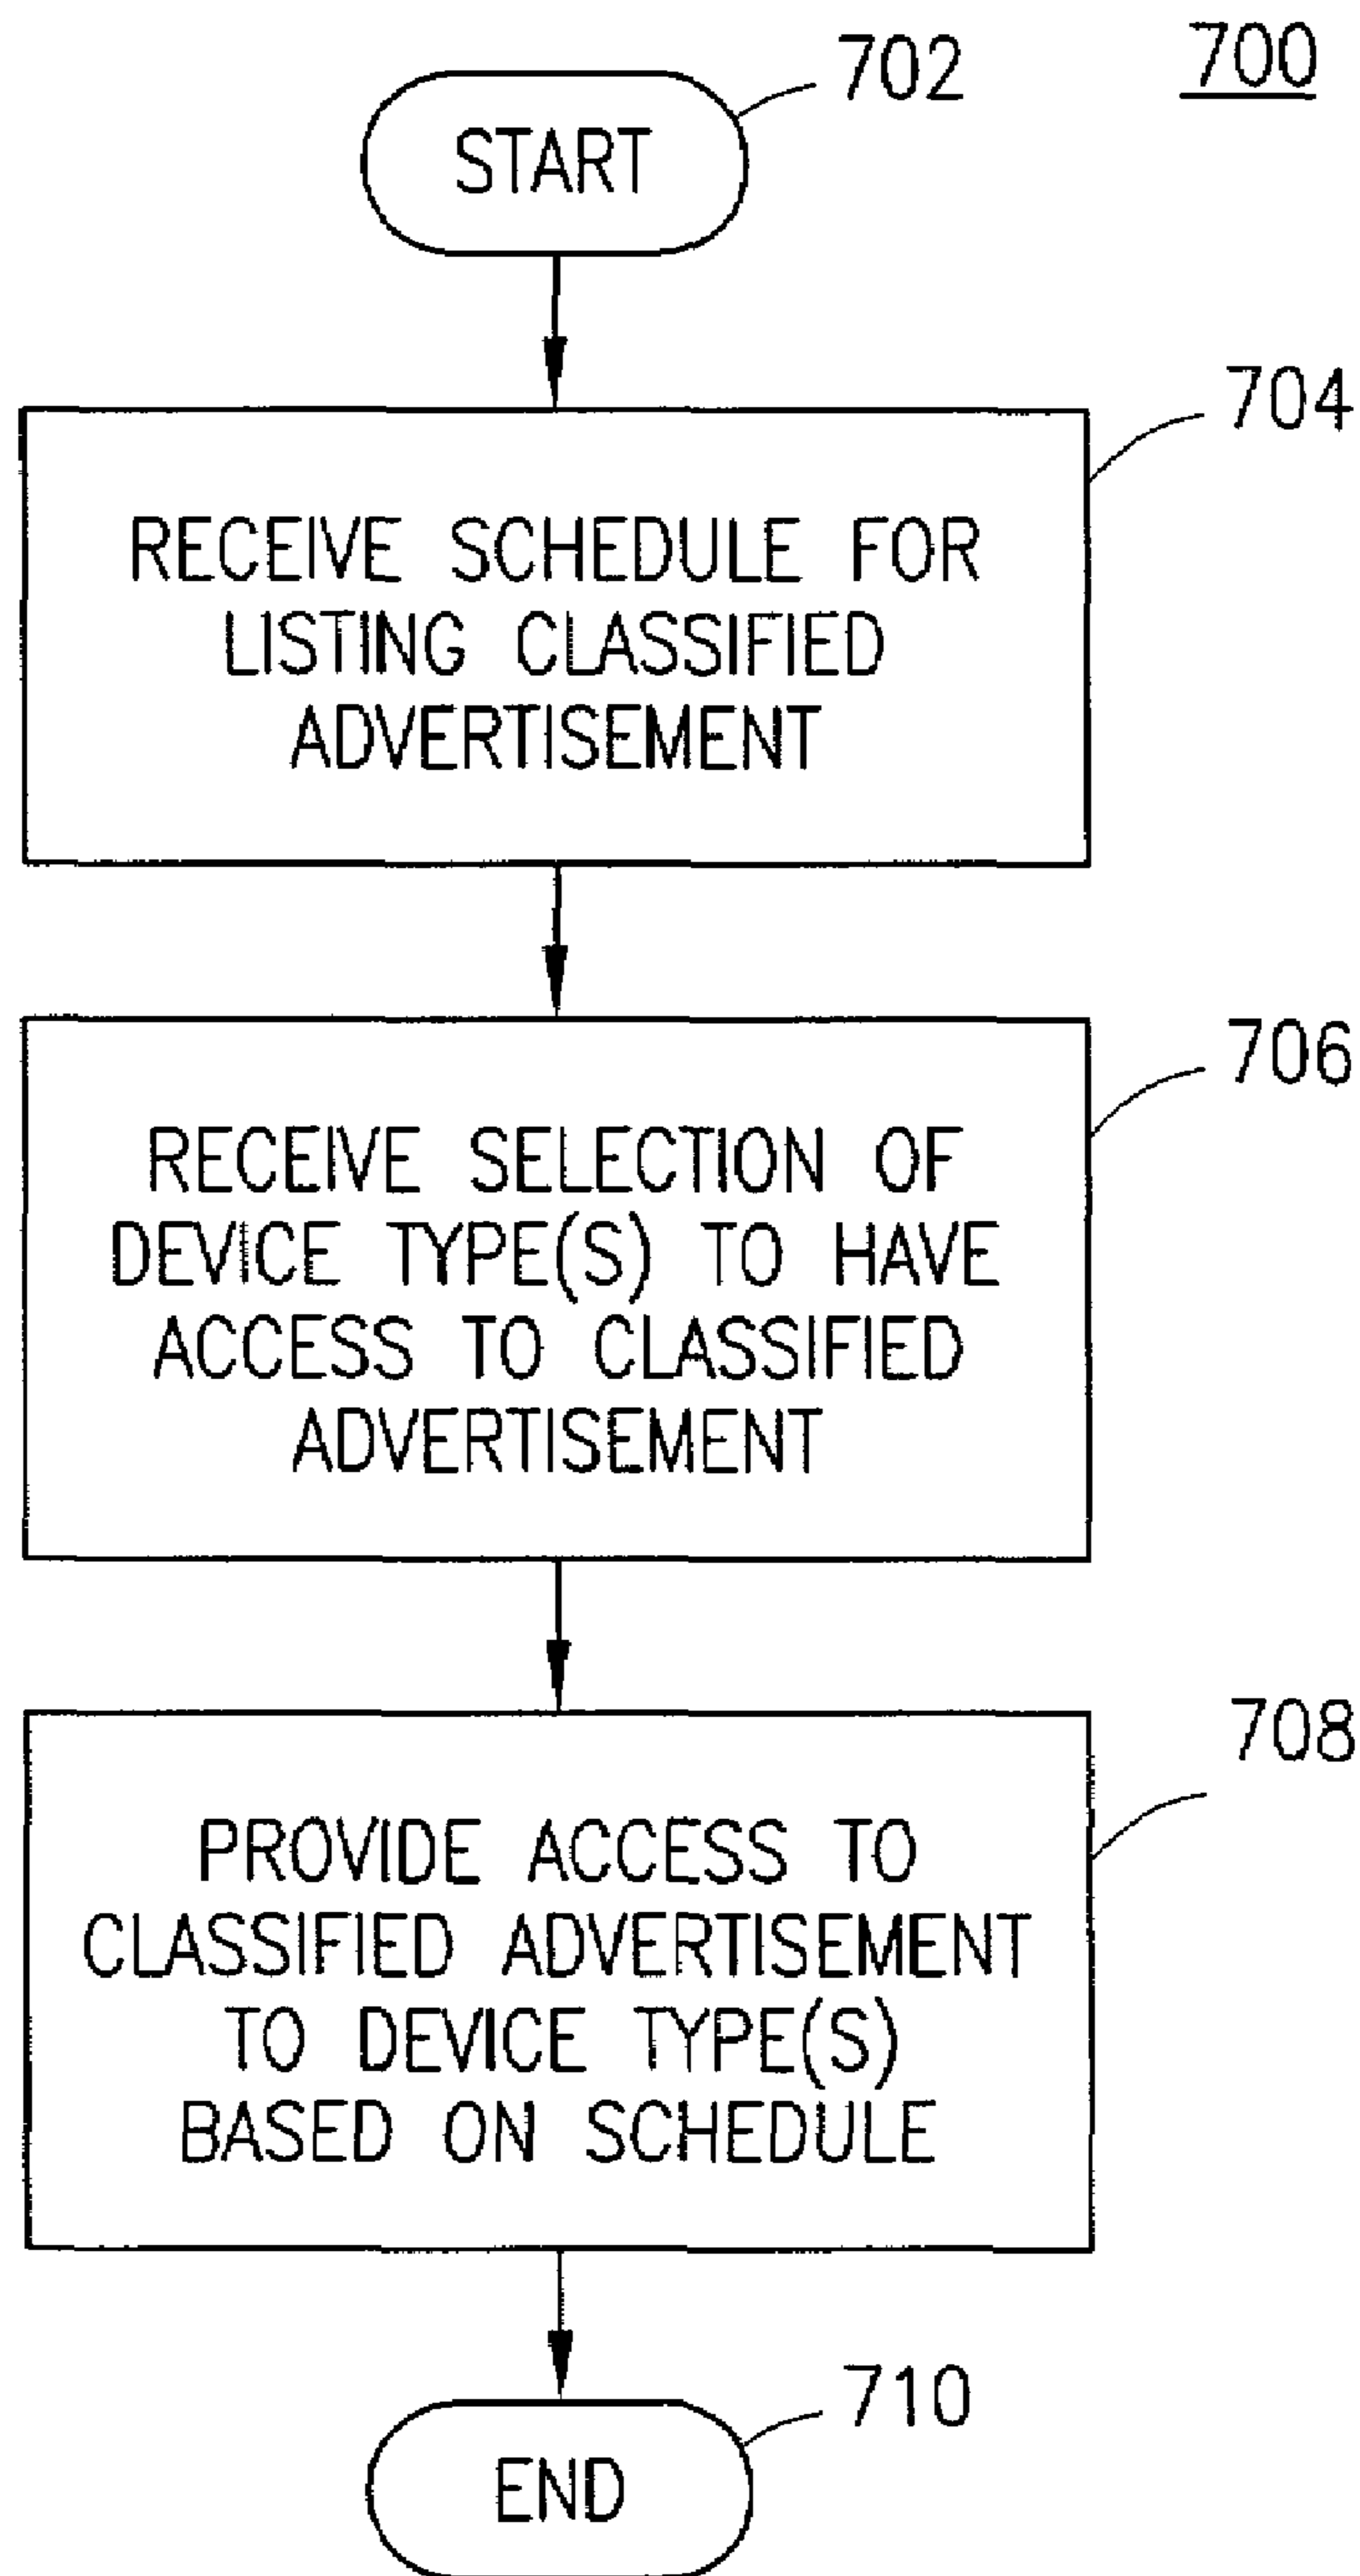 700
702
START
704
RECEIVE SCHEDULE FOR
LISTING CLASSIFIED
ADVERTISEMENT
706
RECEIVE SELECTION OF
DEVICE TYPE(S) TO HAVE
ACCESS TO CLASSIFIED
ADVERTISEMENT
708
PROVIDE ACCESS TO
CLASSIFIED ADVERTISEMENT
TO DEVICE TYPE(S)
BASED ON SCHEDULE
710
END